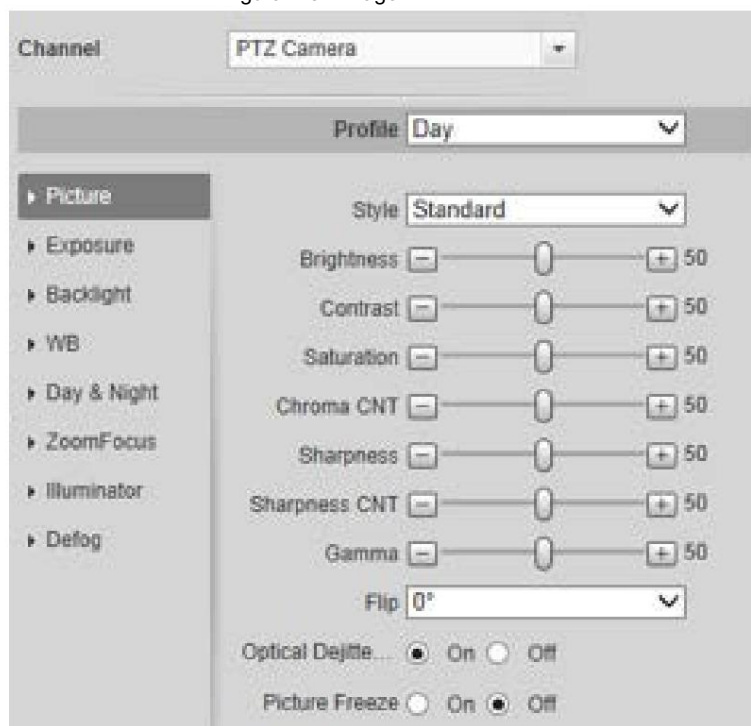 Channel PTZ Camera
Profile Day
Picture
Exposure
Backlight
WB
Day & Night
ZoomFocus
Illuminator
Defog
Style Standard
Brightness 50
Contrast 50
Saturation 50
Chroma CNT 50
Sharpness 50
Sharpness CNT 50
Gamma 50
Flip 0°
Optical Dejitte... On Off
Picture Freeze On Off